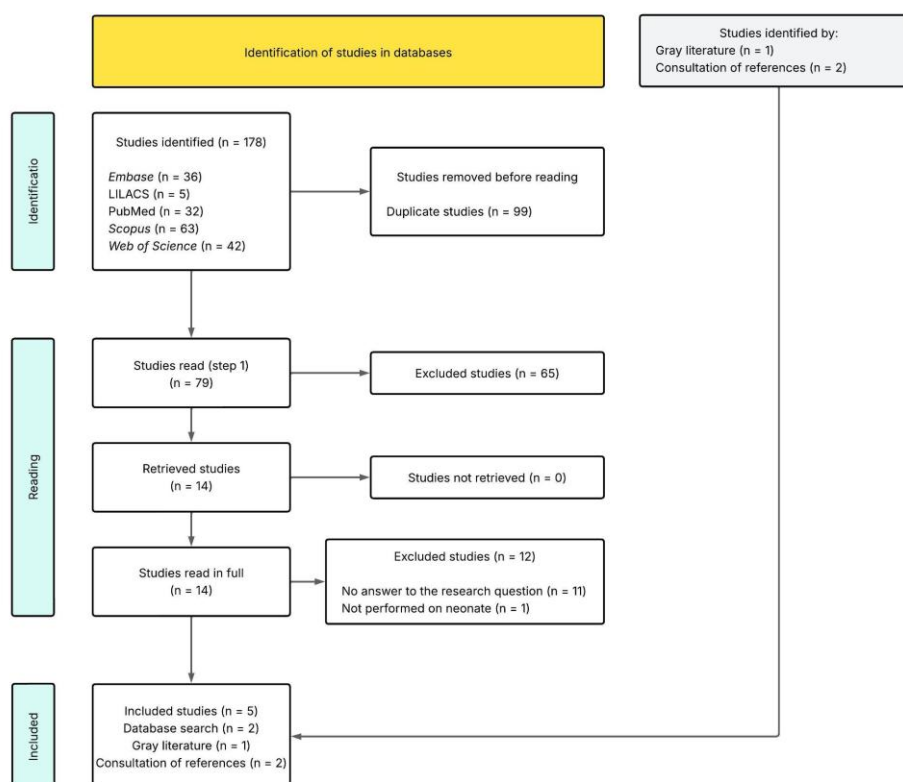 Identification of studies in databases
Studies identified by:
Gray literature (n = 1)
Consultation of references (n = 2)
Identificatio
Studies identified (n = 178)
Embase (n = 36)
LILACS (n = 5)
PubMed (n = 32)
Scopus (n = 63)
Web of Science (n = 42)
Studies removed before reading
Duplicate studies (n = 99)
Reading
Studies read (step 1)
(n = 79)
Excluded studies (n = 65)
Retrieved studies
(n = 14)
Studies not retrieved (n = 0)
Studies read in full
(n = 14)
Excluded studies (n = 12)
No answer to the research question (n = 11)
Not performed on neonate (n = 1)
Included
Included studies (n = 5)
Database search (n = 2)
Gray literature (n = 1)
Consultation of references (n = 2)